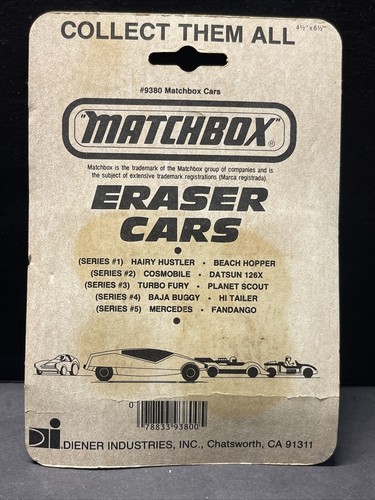 COLLECT THEM ALL
4½" x 6½"
#9380 Matchbox Cars
"MATCHBOX"®
Matchbox is the trademark of the Matchbox group of companies and is
the subject of extensive trademark registrations (Marca registrada).
ERASER
CARS
(SERIES #1) HAIRY HUSTLER • BEACH HOPPER
(SERIES #2) COSMOBILE • DATSUN 126X
(SERIES #3) TURBO FURY • PLANET SCOUT
(SERIES #4) BAJA BUGGY • HI TAILER
(SERIES #5) MERCEDES • FANDANGO
0 78833 93800
Di DIENER INDUSTRIES, INC., Chatsworth, CA 91311